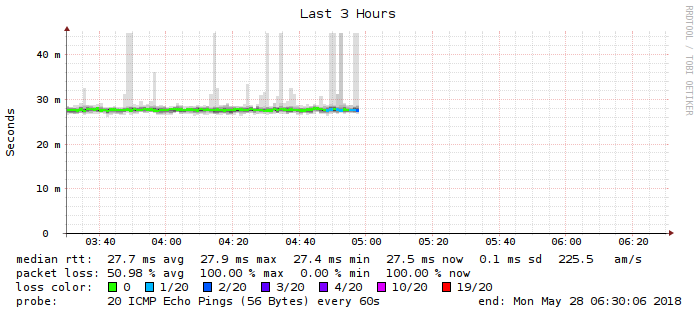 Last 3 Hours
RRDTOOL / TOBI OETIKER
Seconds
40 m
30 m
20 m
10 m
0
03:40 04:00 04:20 04:40 05:00 05:20 05:40 06:00 06:20
median rtt: 27.7 ms avg 27.9 ms max 27.4 ms min 27.5 ms now 0.1 ms sd 225.5 am/s
packet loss: 50.98 % avg 100.00 % max 0.00 % min 100.00 % now
loss color: 0 1/20 2/20 3/20 4/20 10/20 19/20
probe: 20 ICMP Echo Pings (56 Bytes) every 60s end: Mon May 28 06:30:06 2018